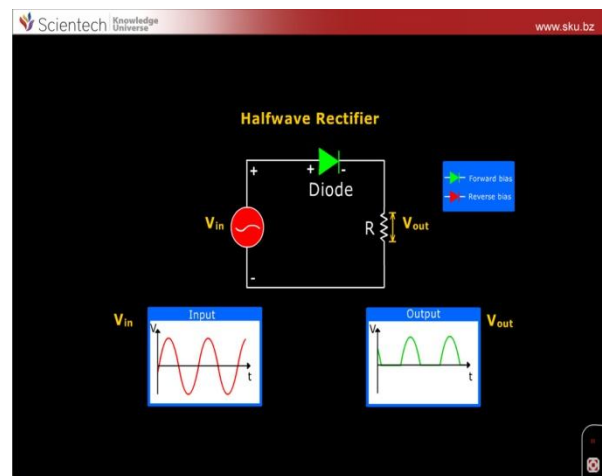 Scientech Knowledge Universe
www.sku.bz
Halfwave Rectifier
+ + -
Diode
Forward bias
Reverse bias
Vin
R
Vout
-
Vin
Input
V
t
Output
V
t
Vout